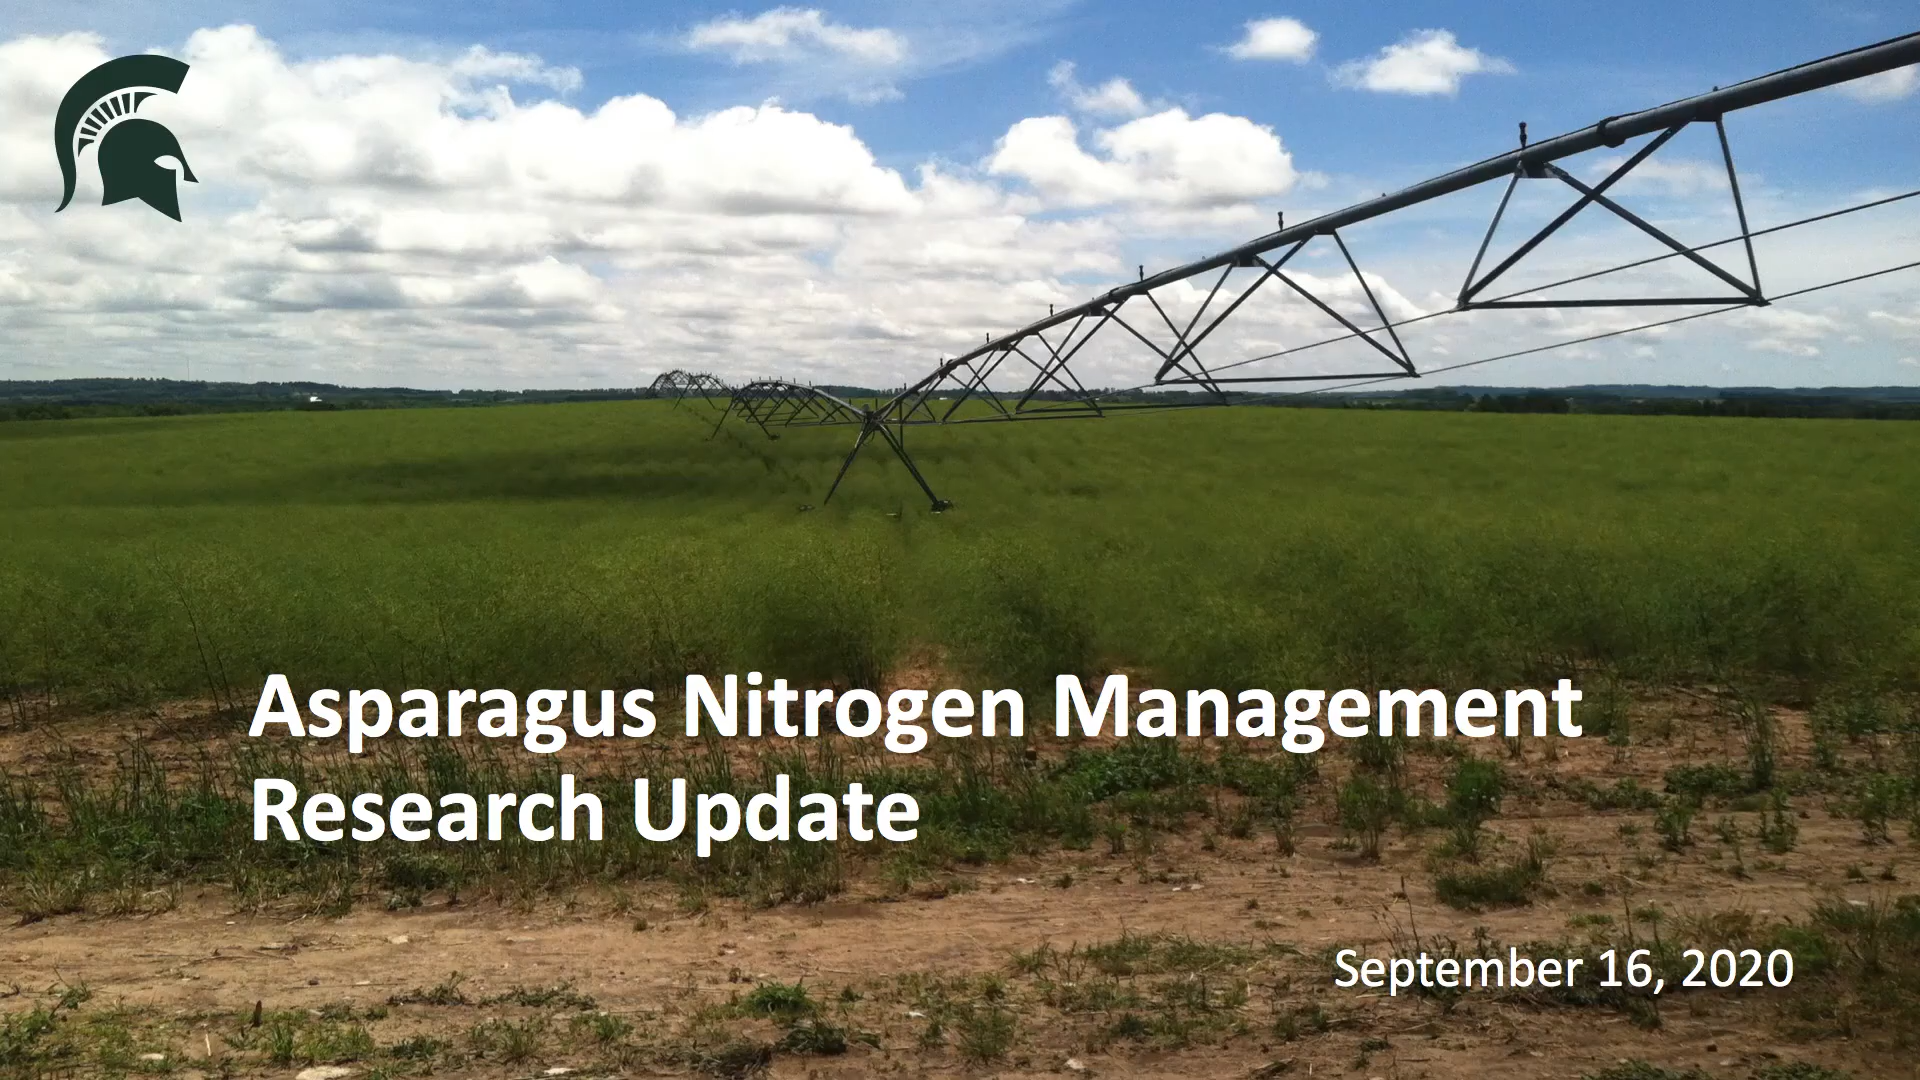 Asparagus Nitrogen Management
Research Update
September 16, 2020